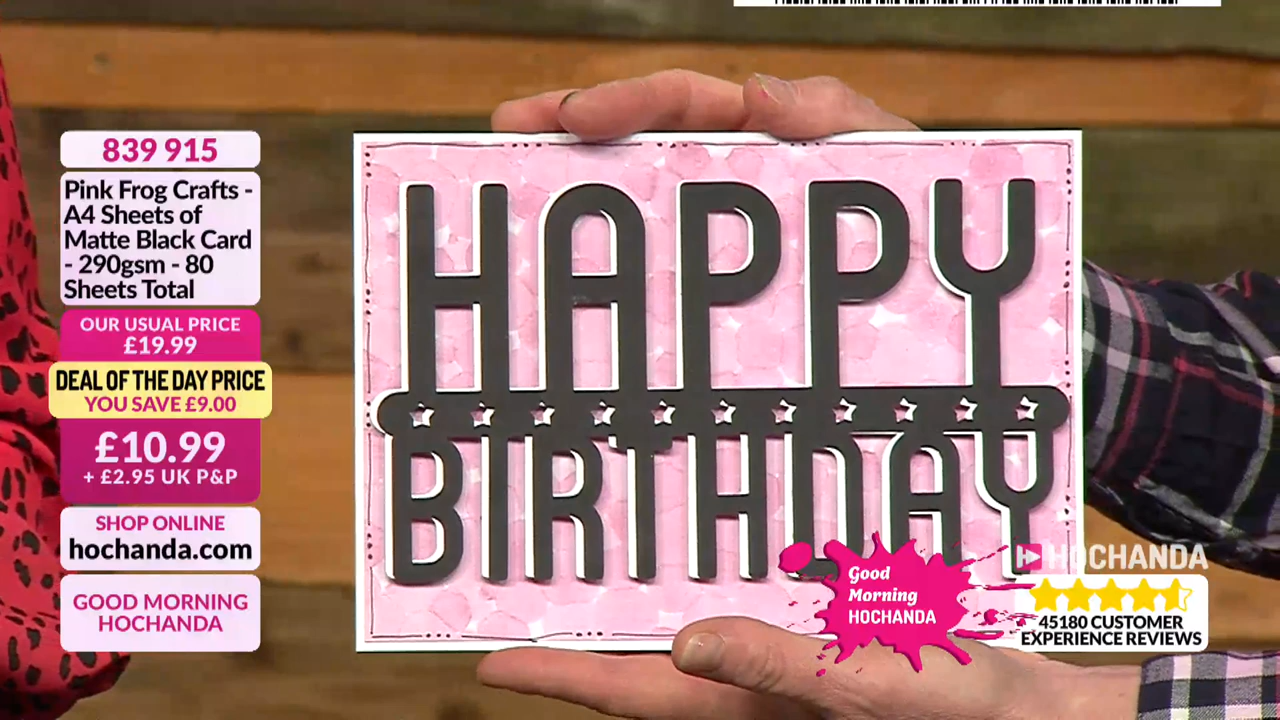 839 915
Pink Frog Crafts -
A4 Sheets of
Matte Black Card
- 290gsm - 80
Sheets Total
OUR USUAL PRICE
£19.99
DEAL OF THE DAY PRICE
YOU SAVE £9.00
£10.99
+ £2.95 UK P&P
SHOP ONLINE
hochanda.com
GOOD MORNING
HOCHANDA
HAPPY
BIRTHDAY
Good
Morning
HOCHANDA
HOCHANDA
45180 CUSTOMER
EXPERIENCE REVIEWS